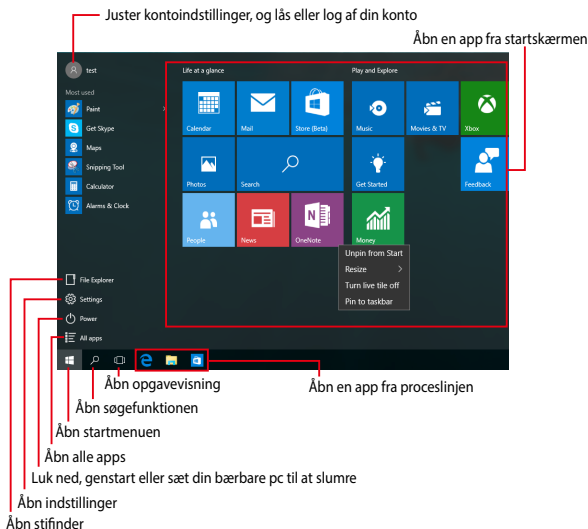 Juster kontoindstillinger, og lås eller log af din konto
Åbn en app fra startskærmen
test
Life at a glance
Play and Explore
Most used
Paint
Get Skype
Maps
Snipping Tool
Calculator
Alarms & Clock
Calendar
Mail
Store (Beta)
Music
Movies & TV
Xbox
Photos
Search
Get Started
Feedback
People
News
OneNote
Money
Unpin from Start
Resize
Turn live tile off
Pin to taskbar
File Explorer
Settings
Power
All apps
Åbn opgavevisning
Åbn en app fra proceslinjen
Åbn søgefunktionen
Åbn startmenuen
Åbn alle apps
Luk ned, genstart eller sæt din bærbare pc til at slumre
Åbn indstillinger
Åbn stifinder